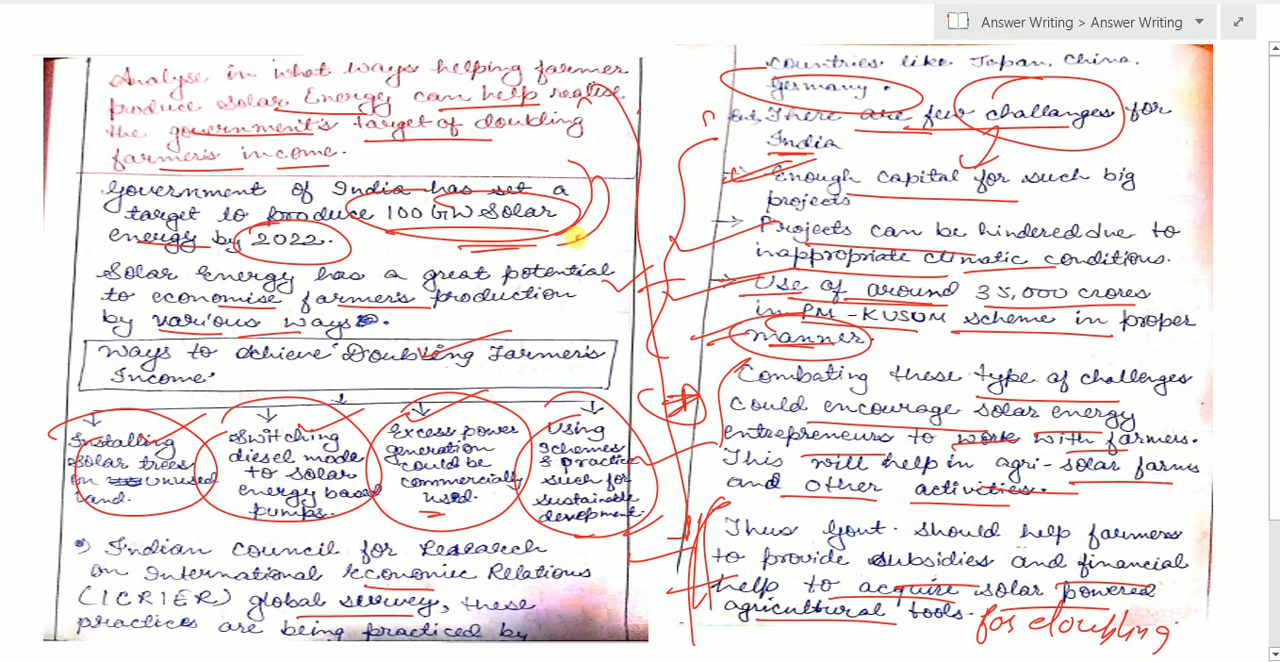 Answer Writing > Answer Writing
Analyse in what ways helping farmer
produce solar Energy can help realise
the government's target of doubling
farmer's income.
Government of India has set a
target to produce 100 GW Solar
energy by 2022.
Solar Energy has a great potential
to economise farmer's production
by various ways.
Ways to achieve Doubling Farmer's
Income.
Installing
solar trees
on unused
land.
Switching
diesel mode
to solar
energy based
pumps.
Excess power
generation
could be
commercially
used.
Using
schemes
& practice
such for
sustainable
devepment.
Indian council for Research
on International Economic Relations
(ICRIER) global survey, these
practices are being practiced by
countries like Japan, China,
Germany.
but, There are few challanges for
India
Enough capital for such big
projects
→ Projects can be hindered due to
inappropriate climatic conditions.
→ Use of around 35,000 crores
in PM-KUSUM scheme in proper
manner.
Combating these type of challenges
could encourage solar energy
entrepreneurs to work with farmers.
This will help in agri-solar farms
and other activities.
Thus Govt. should help farmers
to provide subsidies and financial
help to acquire solar powered
agricultural tools. for doubling